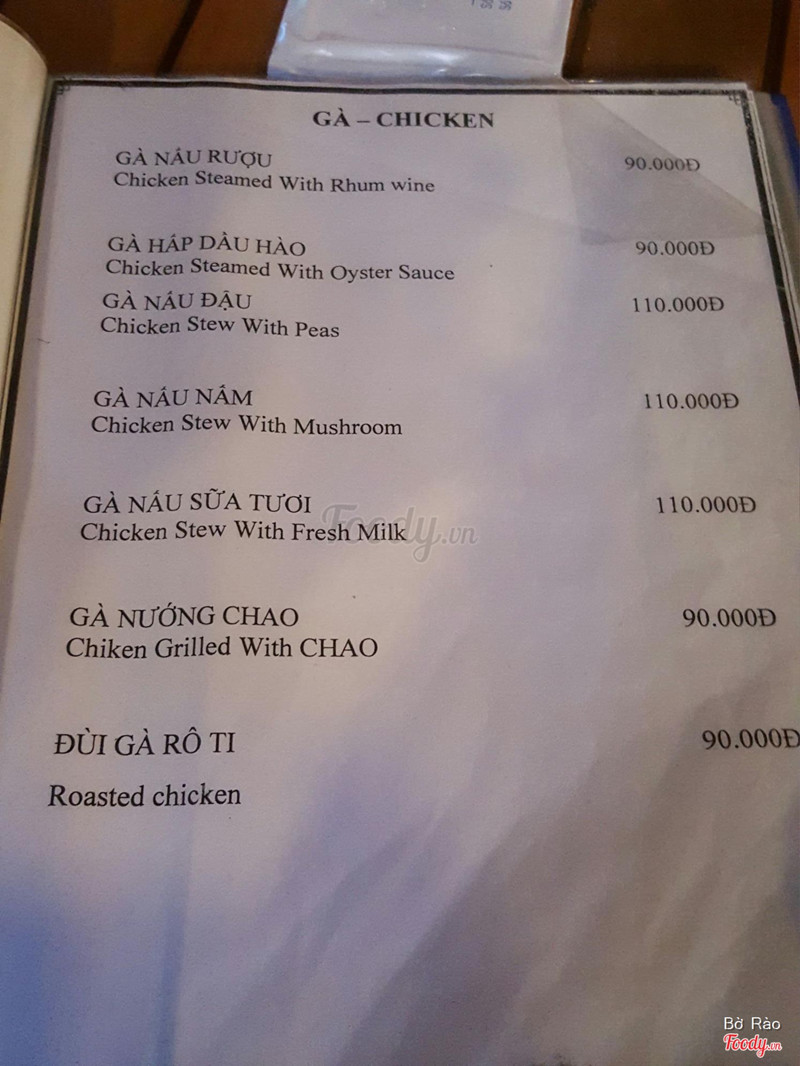 GÀ – CHICKEN
GÀ NẤU RƯỢU 90.000Đ
Chicken Steamed With Rhum wine
GÀ HẤP DẦU HÀO 90.000Đ
Chicken Steamed With Oyster Sauce
GÀ NẤU ĐẬU 110.000Đ
Chicken Stew With Peas
GÀ NẤU NẤM 110.000Đ
Chicken Stew With Mushroom
GÀ NẤU SỮA TƯƠI 110.000Đ
Chicken Stew With Fresh Milk
Foody.vn
GÀ NƯỚNG CHAO 90.000Đ
Chiken Grilled With CHAO
ĐÙI GÀ RÔ TI 90.000Đ
Roasted chicken
Bờ Rào
Foody.vn